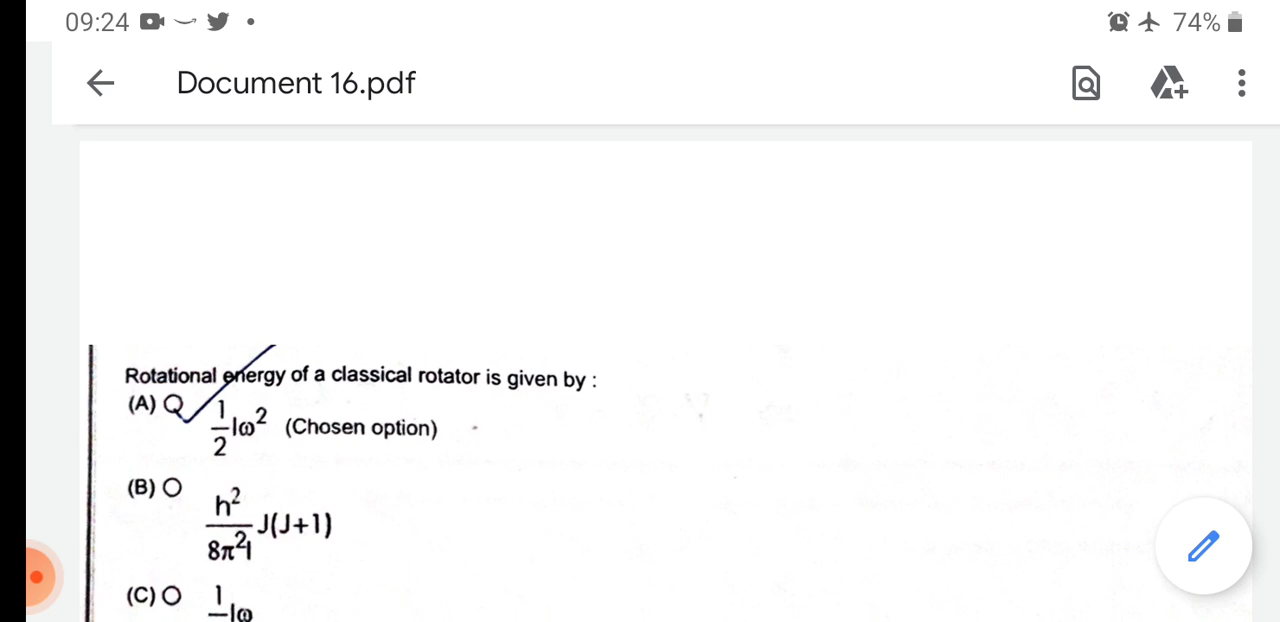 09:24
74%
Document 16.pdf
Rotational energy of a classical rotator is given by :
(A) 1/2 Iω² (Chosen option)
(B) h²/8π²I J(J+1)
(C) 1 Iω